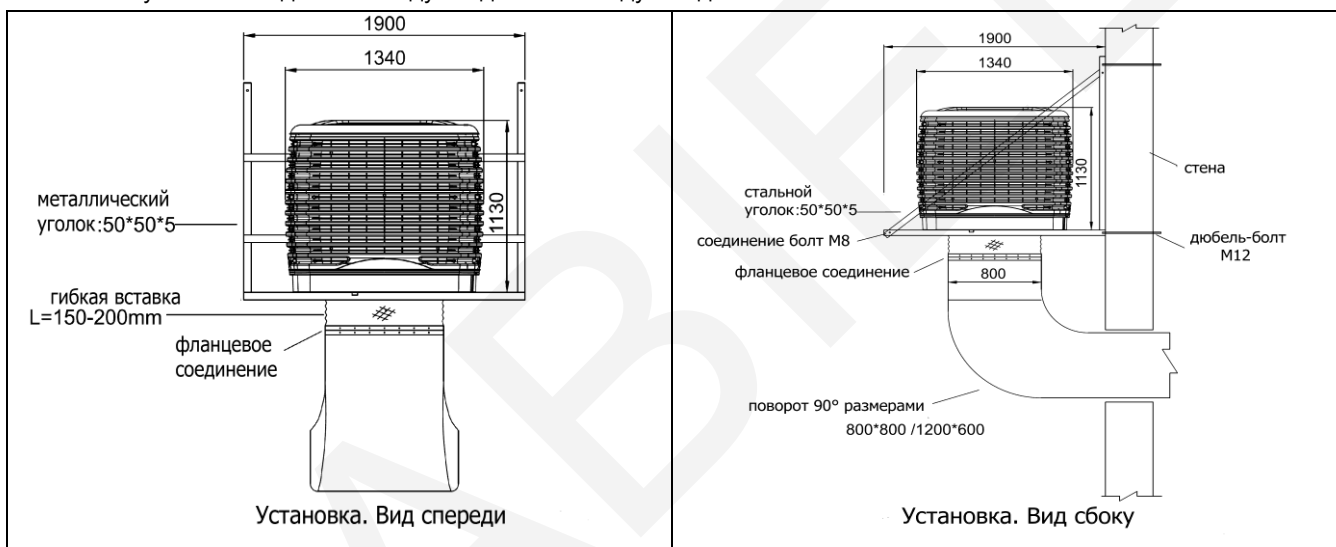 1900
1340
1130
металлический
уголок:50*50*5
гибкая вставка
L=150-200mm
фланцевое
соединение
Установка. Вид спереди
1900
1340
1130
стена
стальной
уголок:50*50*5
соединение болт М8
дюбель-болт
М12
фланцевое соединение
800
поворот 90° размерами
800*800 /1200*600
Установка. Вид сбоку